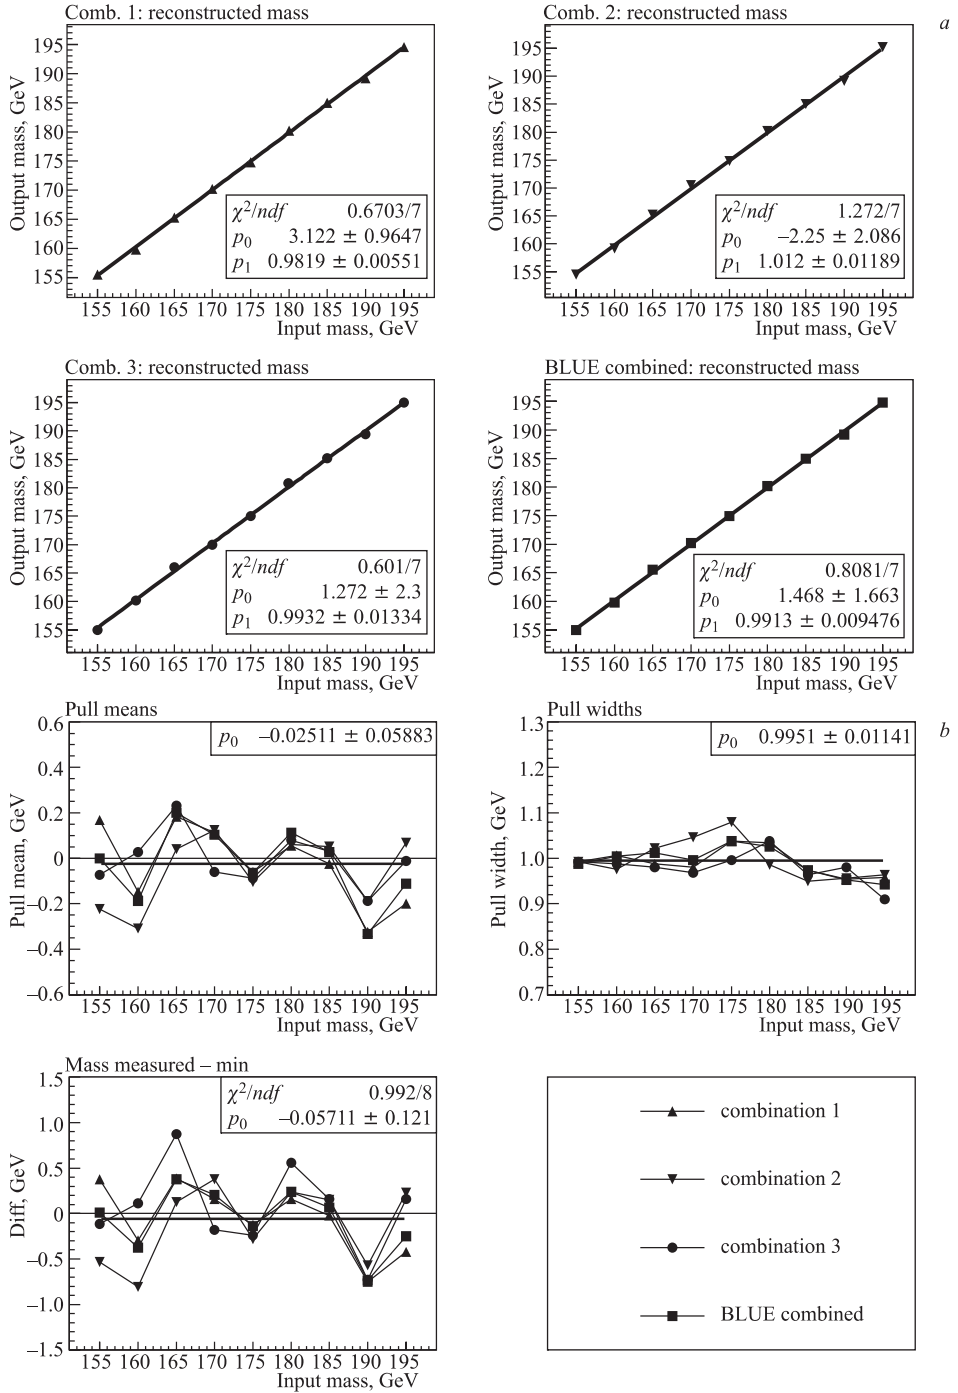 Comb. 1: reconstructed mass
Output mass, GeV
195
190
185
180
175
170
165
160
155
χ²/ndf 0.6703/7
p₀ 3.122 ± 0.9647
p₁ 0.9819 ± 0.00551
155 160 165 170 175 180 185 190 195
Input mass, GeV
Comb. 2: reconstructed mass
a
Output mass, GeV
195
190
185
180
175
170
165
160
155
χ²/ndf 1.272/7
p₀ –2.25 ± 2.086
p₁ 1.012 ± 0.01189
155 160 165 170 175 180 185 190 195
Input mass, GeV
Comb. 3: reconstructed mass
Output mass, GeV
195
190
185
180
175
170
165
160
155
χ²/ndf 0.601/7
p₀ 1.272 ± 2.3
p₁ 0.9932 ± 0.01334
155 160 165 170 175 180 185 190 195
Input mass, GeV
BLUE combined: reconstructed mass
Output mass, GeV
195
190
185
180
175
170
165
160
155
χ²/ndf 0.8081/7
p₀ 1.468 ± 1.663
p₁ 0.9913 ± 0.009476
155 160 165 170 175 180 185 190 195
Input mass, GeV
Pull means
Pull mean, GeV
0.6
0.4
0.2
0
–0.2
–0.4
–0.6
p₀ –0.02511 ± 0.05883
155 160 165 170 175 180 185 190 195
Input mass, GeV
Pull widths
b
Pull width, GeV
1.3
1.2
1.1
1.0
0.9
0.8
0.7
p₀ 0.9951 ± 0.01141
155 160 165 170 175 180 185 190 195
Input mass, GeV
Mass measured – min
Diff, GeV
1.5
1.0
0.5
0
–0.5
–1.0
–1.5
χ²/ndf 0.992/8
p₀ –0.05711 ± 0.121
155 160 165 170 175 180 185 190 195
Input mass, GeV
combination 1
combination 2
combination 3
BLUE combined